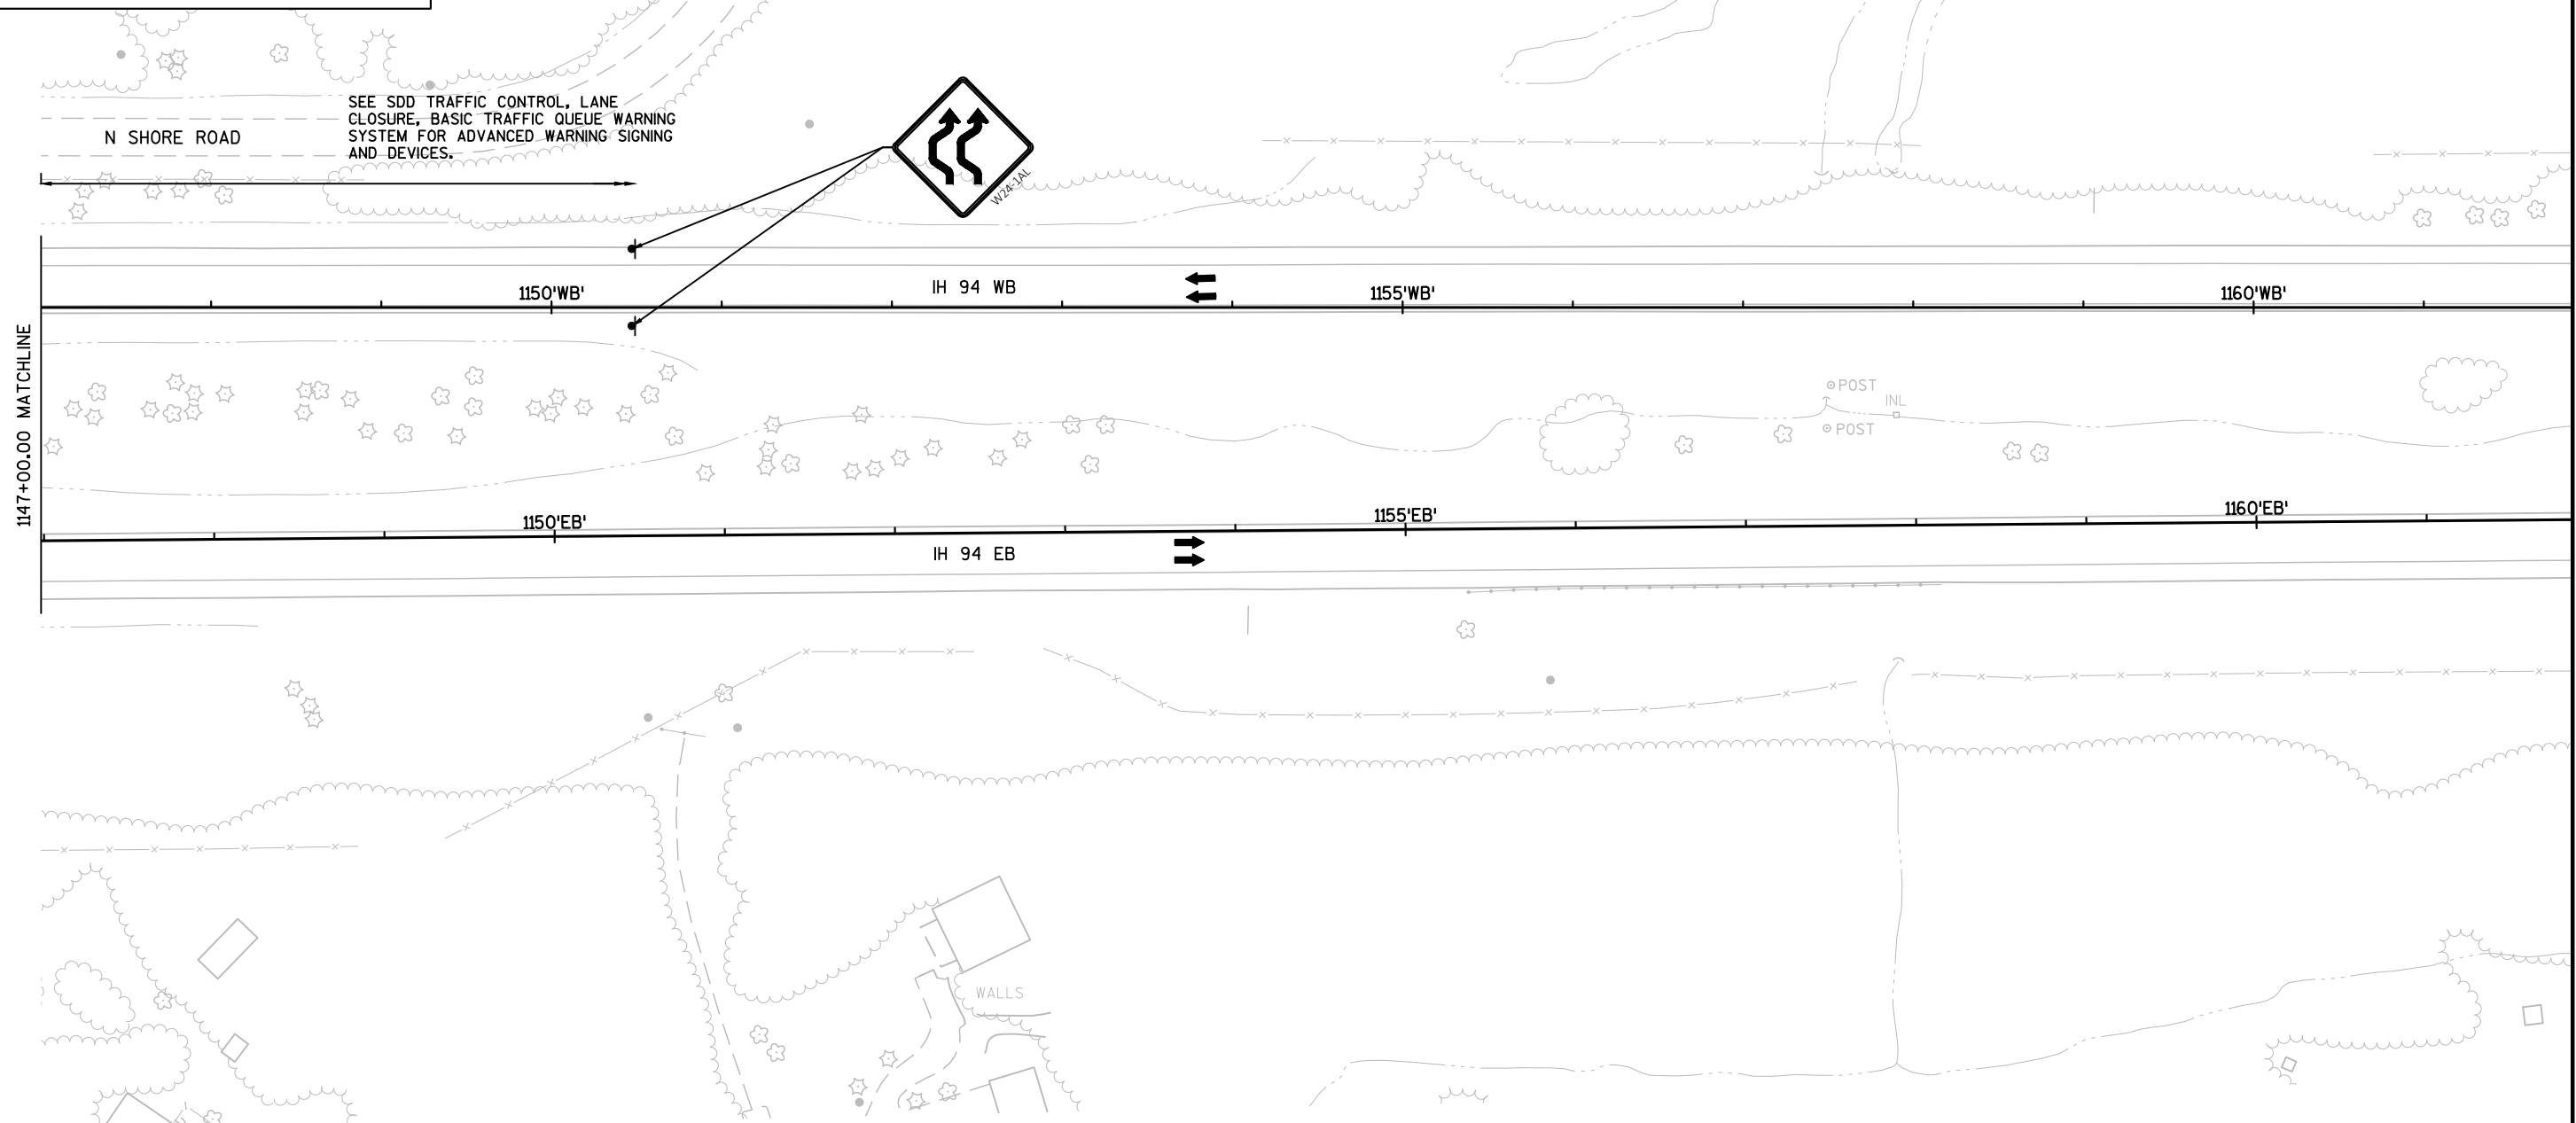 SEE SDD TRAFFIC CONTROL, LANE
CLOSURE, BASIC TRAFFIC QUEUE WARNING
SYSTEM FOR ADVANCED WARNING SIGNING
AND DEVICES.
N SHORE ROAD
W24-1AL
IH 94 WB
1150'WB'
1155'WB'
1160'WB'
1147+00.00 MATCHLINE
POST
INL
POST
1150'EB'
1155'EB'
1160'EB'
IH 94 EB
WALLS